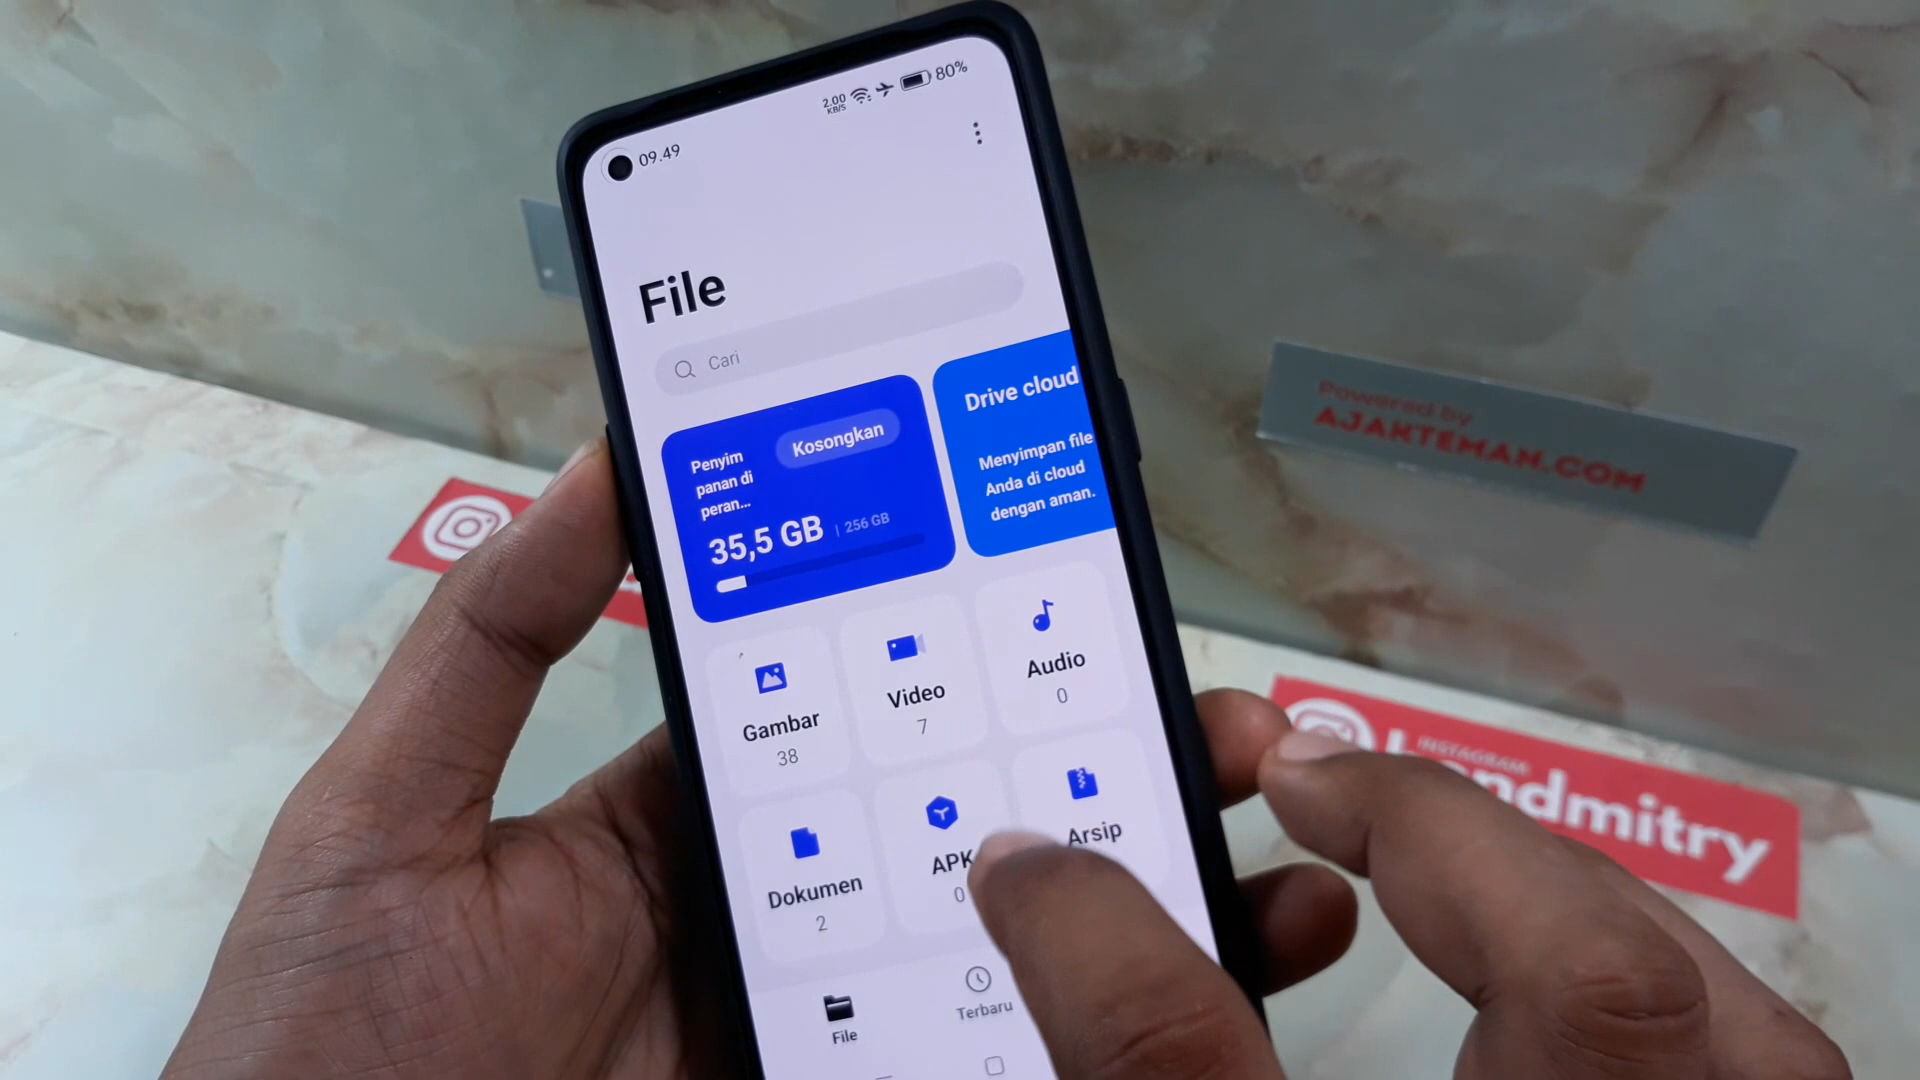 09.49
2.00
KB/S
80%
File
Cari
Penyim
panan di
peran...
Kosongkan
35,5 GB
| 256 GB
Drive cloud
Menyimpan file
Anda di cloud
dengan aman.
Gambar
38
Video
7
Audio
0
Dokumen
2
APK
0
Arsip
File
Terbaru
Powered by
AJAKTEMAN.COM
INSTAGRAM
ndmitry